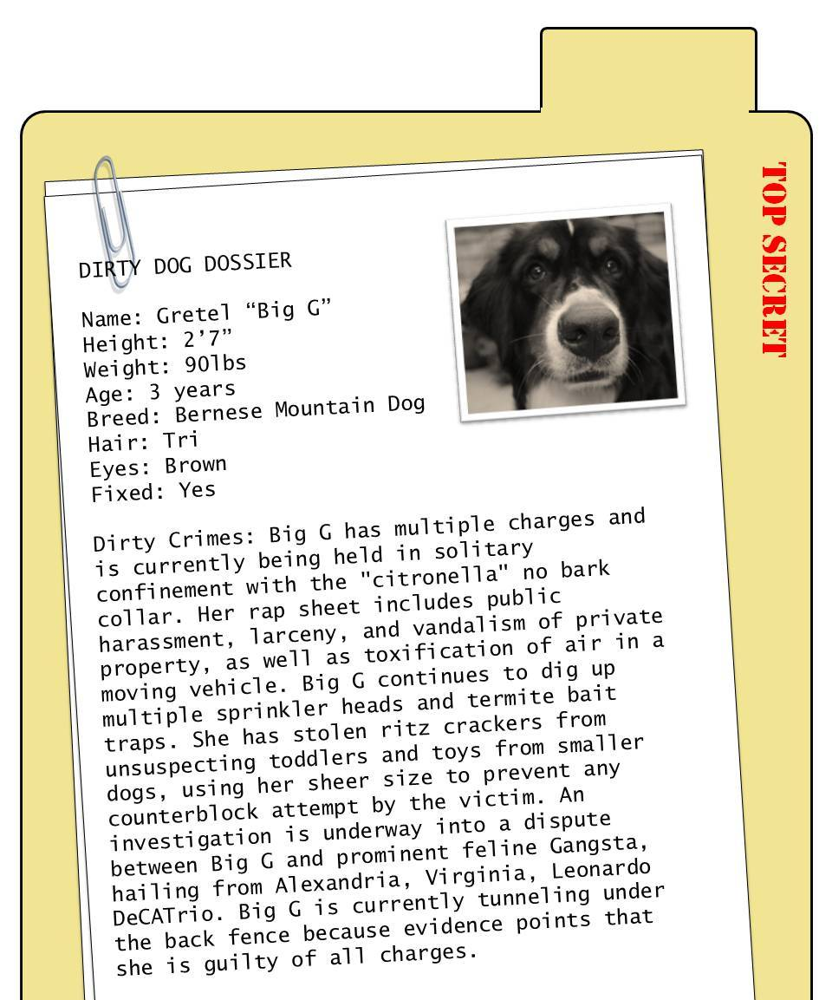 TOP SECRET
DIRTY DOG DOSSIER
Name: Gretel “Big G”
Height: 2’7”
Weight: 90lbs
Age: 3 years
Breed: Bernese Mountain Dog
Hair: Tri
Eyes: Brown
Fixed: Yes
Dirty Crimes: Big G has multiple charges and
is currently being held in solitary
confinement with the "citronella" no bark
collar. Her rap sheet includes public
harassment, larceny, and vandalism of private
property, as well as toxification of air in a
moving vehicle. Big G continues to dig up
multiple sprinkler heads and termite bait
traps. She has stolen ritz crackers from
unsuspecting toddlers and toys from smaller
dogs, using her sheer size to prevent any
counterblock attempt by the victim. An
investigation is underway into a dispute
between Big G and prominent feline Gangsta,
hailing from Alexandria, Virginia, Leonardo
DeCATrio. Big G is currently tunneling under
the back fence because evidence points that
she is guilty of all charges.